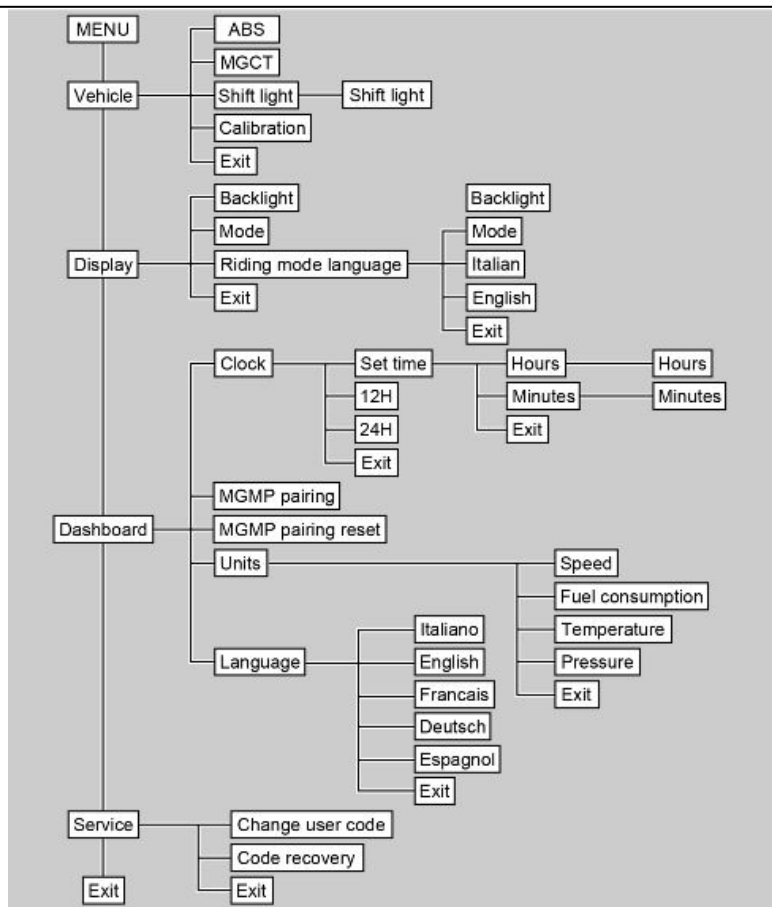 MENU
ABS
MGCT
Vehicle
Shift light
Shift light
Calibration
Exit
Backlight
Backlight
Mode
Mode
Display
Riding mode language
Italian
Exit
English
Exit
Clock
Set time
Hours
Hours
12H
Minutes
Minutes
24H
Exit
Exit
MGMP pairing
Dashboard
MGMP pairing reset
Units
Speed
Fuel consumption
Italiano
Temperature
Language
English
Pressure
Francais
Exit
Deutsch
Espagnol
Exit
Service
Change user code
Code recovery
Exit
Exit